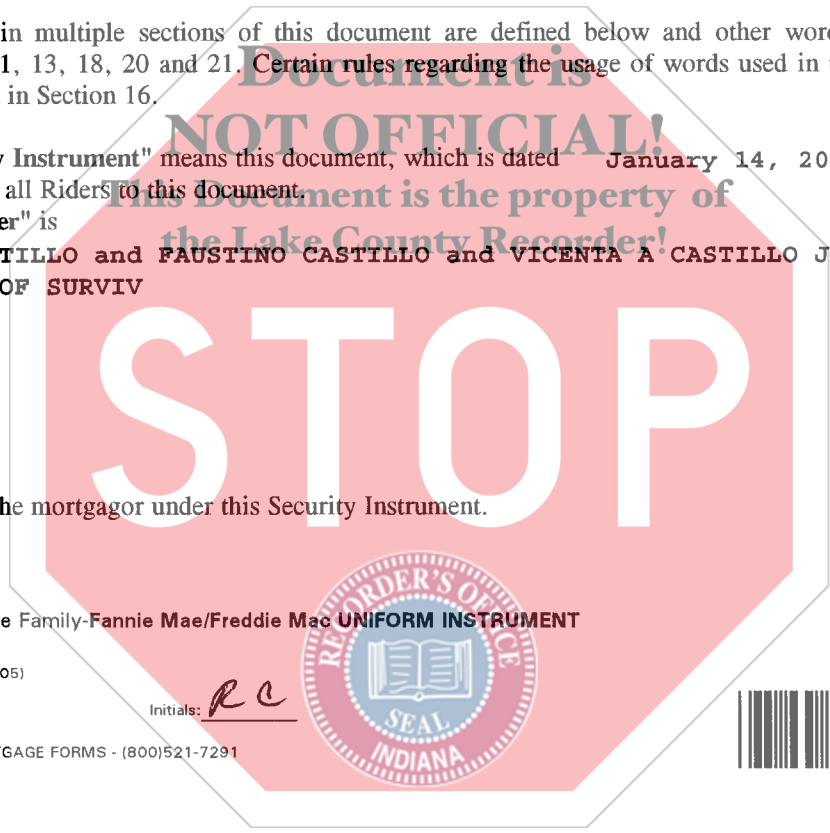 in multiple sections of this document are defined below and other
1, 13, 18, 20 and 21. Certain rules regarding the usage of words used in
in Section 16.
Document is
NOT OFFICIAL!
Instrument" means this document, which is dated January 14, 20
all Riders to this document.
This Document is the property of
er" is
the Lake County Recorder!
TILLO and FAUSTINO CASTILLO and VICENTA A CASTILLO J
OF SURVIV
STOP
he mortgagor under this Security Instrument.
e Family-Fannie Mae/Freddie Mac UNIFORM INSTRUMENT
05)
Initials: R C
GAGE FORMS - (800)521-7291
RECORDER'S OFFICE
SEAL
INDIANA